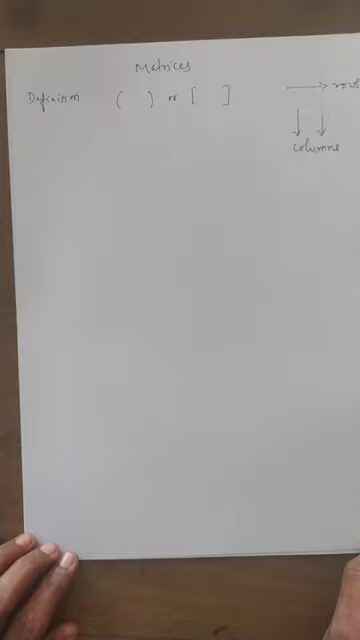 Matrices
Definition ( ) or [ ] → rows
↓ ↓
columns